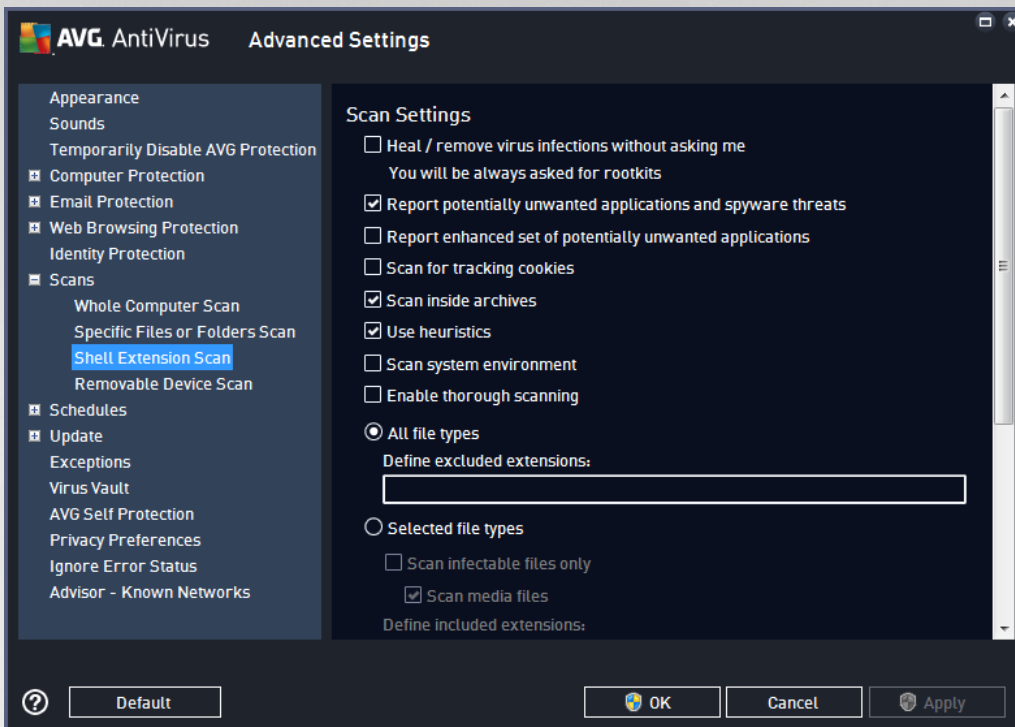 AVG AntiVirus Advanced Settings
Appearance
Sounds
Temporarily Disable AVG Protection
Computer Protection
Email Protection
Web Browsing Protection
Identity Protection
Scans
Whole Computer Scan
Specific Files or Folders Scan
Shell Extension Scan
Removable Device Scan
Schedules
Update
Exceptions
Virus Vault
AVG Self Protection
Privacy Preferences
Ignore Error Status
Advisor - Known Networks
Scan Settings
Heal / remove virus infections without asking me
You will be always asked for rootkits
Report potentially unwanted applications and spyware threats
Report enhanced set of potentially unwanted applications
Scan for tracking cookies
Scan inside archives
Use heuristics
Scan system environment
Enable thorough scanning
All file types
Define excluded extensions:
Selected file types
Scan infectable files only
Scan media files
Define included extensions:
? Default OK Cancel Apply